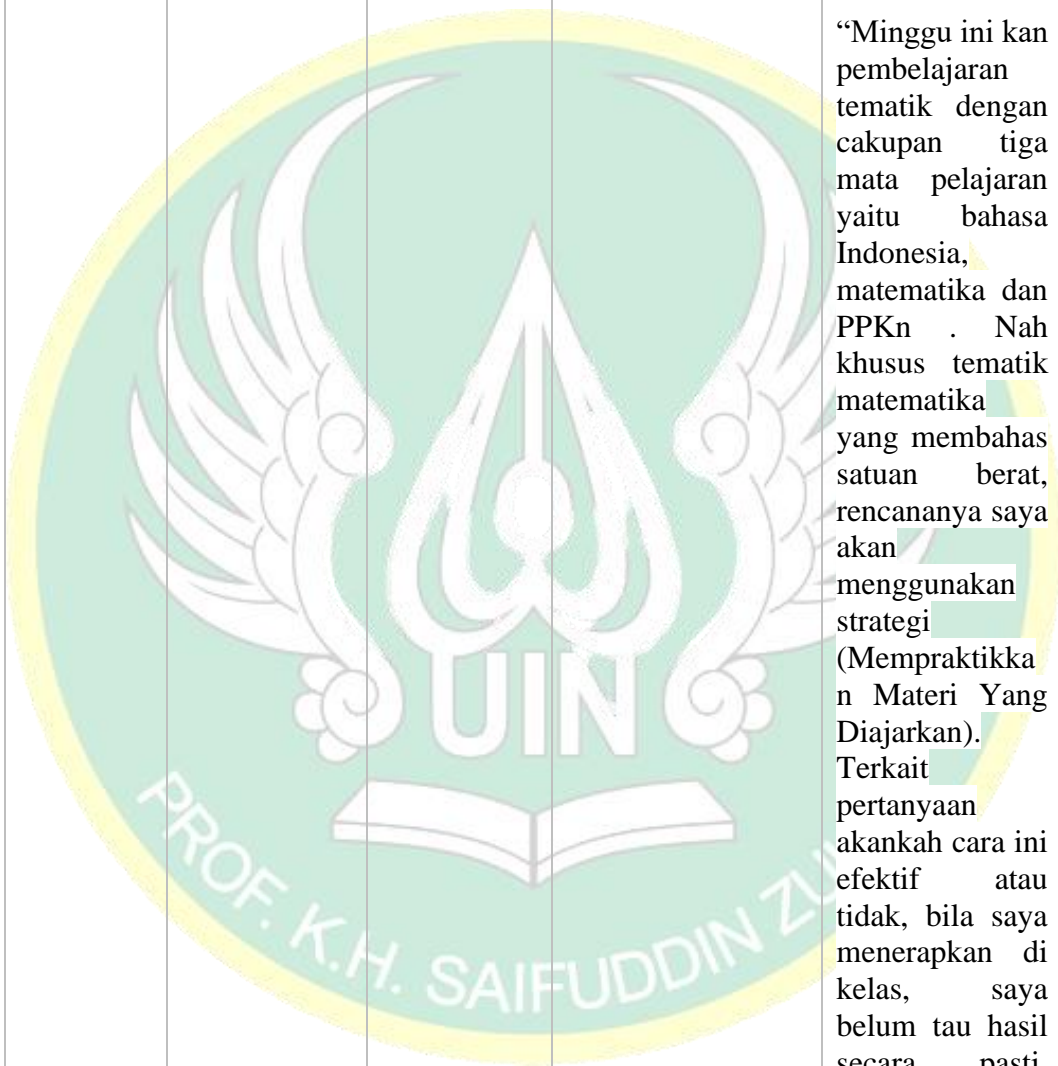 “Minggu ini kan
pembelajaran
tematik dengan
cakupan tiga
mata pelajaran
yaitu bahasa
Indonesia,
matematika dan
PPKn . Nah
khusus tematik
matematika
yang membahas
satuan berat,
rencananya saya
akan
menggunakan
strategi
(Mempraktikka
n Materi Yang
Diajarkan).
Terkait
pertanyaan
akankah cara ini
efektif atau
tidak, bila saya
menerapkan di
kelas, saya
belum tau hasil
secara pasti,
UIN
PROF. K.H. SAIFUDDIN